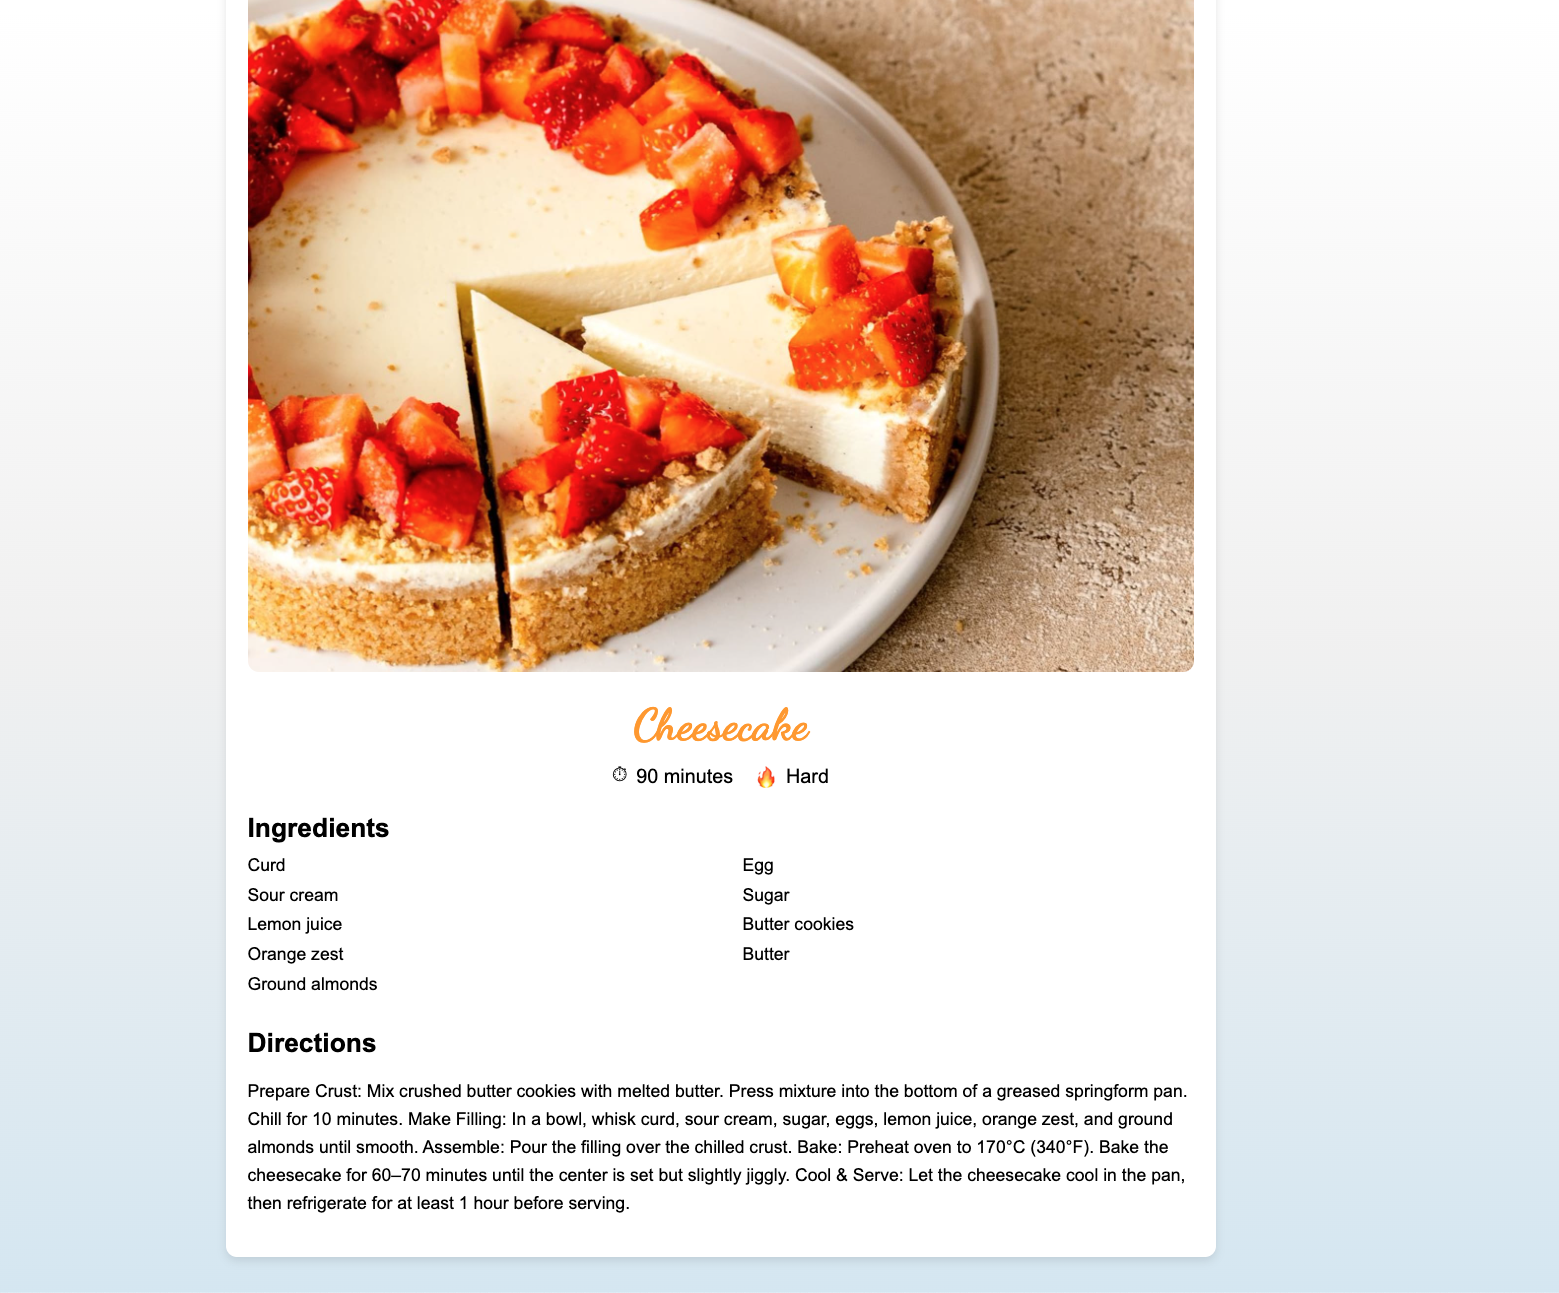 Cheesecake
⏱ 90 minutes 🔥 Hard
Ingredients
Curd
Egg
Sour cream
Sugar
Lemon juice
Butter cookies
Orange zest
Butter
Ground almonds
Directions
Prepare Crust: Mix crushed butter cookies with melted butter. Press mixture into the bottom of a greased springform pan.
Chill for 10 minutes. Make Filling: In a bowl, whisk curd, sour cream, sugar, eggs, lemon juice, orange zest, and ground
almonds until smooth. Assemble: Pour the filling over the chilled crust. Bake: Preheat oven to 170°C (340°F). Bake the
cheesecake for 60–70 minutes until the center is set but slightly jiggly. Cool & Serve: Let the cheesecake cool in the pan,
then refrigerate for at least 1 hour before serving.